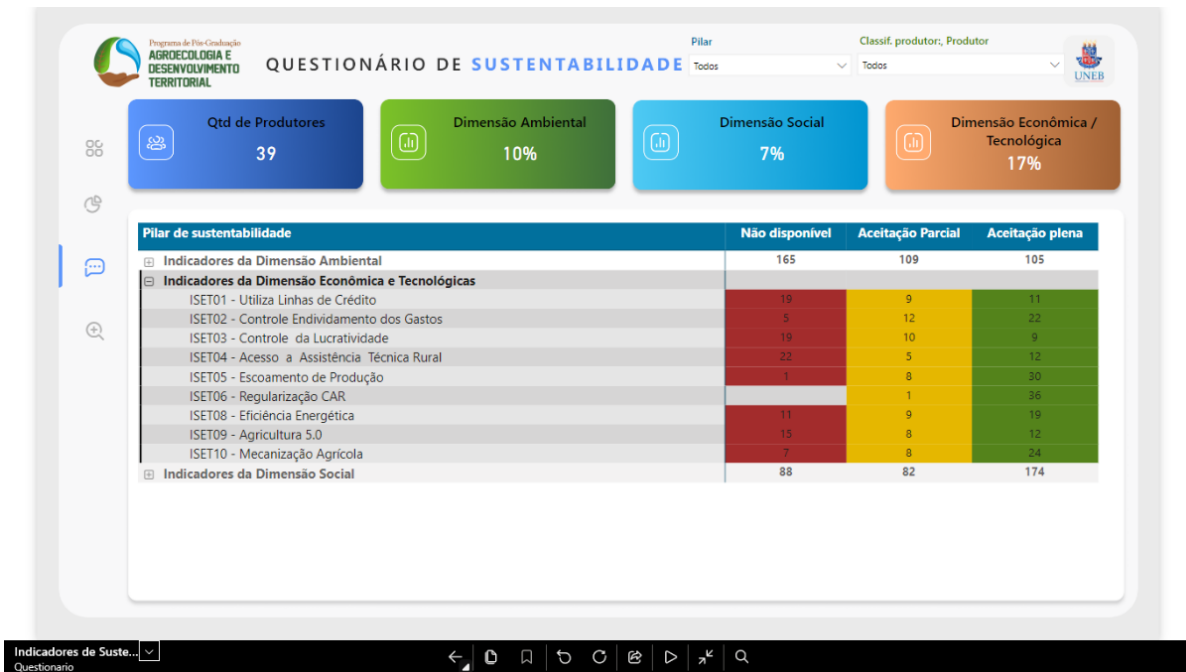 Programa de Pós-Graduação
AGROECOLOGIA E
DESENVOLVIMENTO
TERRITORIAL
QUESTIONÁRIO DE SUSTENTABILIDADE
Pilar
Todos
Classif. produtor:, Produtor
Todos
UNEB
Qtd de Produtores
39
Dimensão Ambiental
10%
Dimensão Social
7%
Dimensão Econômica /
Tecnológica
17%
Pilar de sustentabilidade Não disponível Aceitação Parcial Aceitação plena
Indicadores da Dimensão Ambiental 165 109 105
Indicadores da Dimensão Econômica e Tecnológicas
ISET01 - Utiliza Linhas de Crédito 19 9 11
ISET02 - Controle Endividamento dos Gastos 5 12 22
ISET03 - Controle da Lucratividade 19 10 9
ISET04 - Acesso a Assistência Técnica Rural 22 5 12
ISET05 - Escoamento de Produção 1 8 30
ISET06 - Regularização CAR 1 36
ISET08 - Eficiência Energética 11 9 19
ISET09 - Agricultura 5.0 15 8 12
ISET10 - Mecanização Agrícola 7 8 24
Indicadores da Dimensão Social 88 82 174
Indicadores de Suste...
Questionario